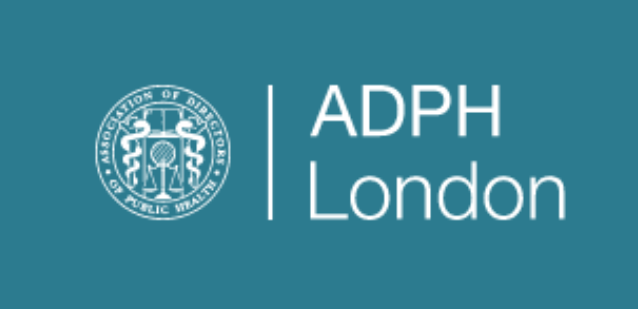 ASSOCIATION OF DIRECTORS
• OF PUBLIC HEALTH •
ADPH
London